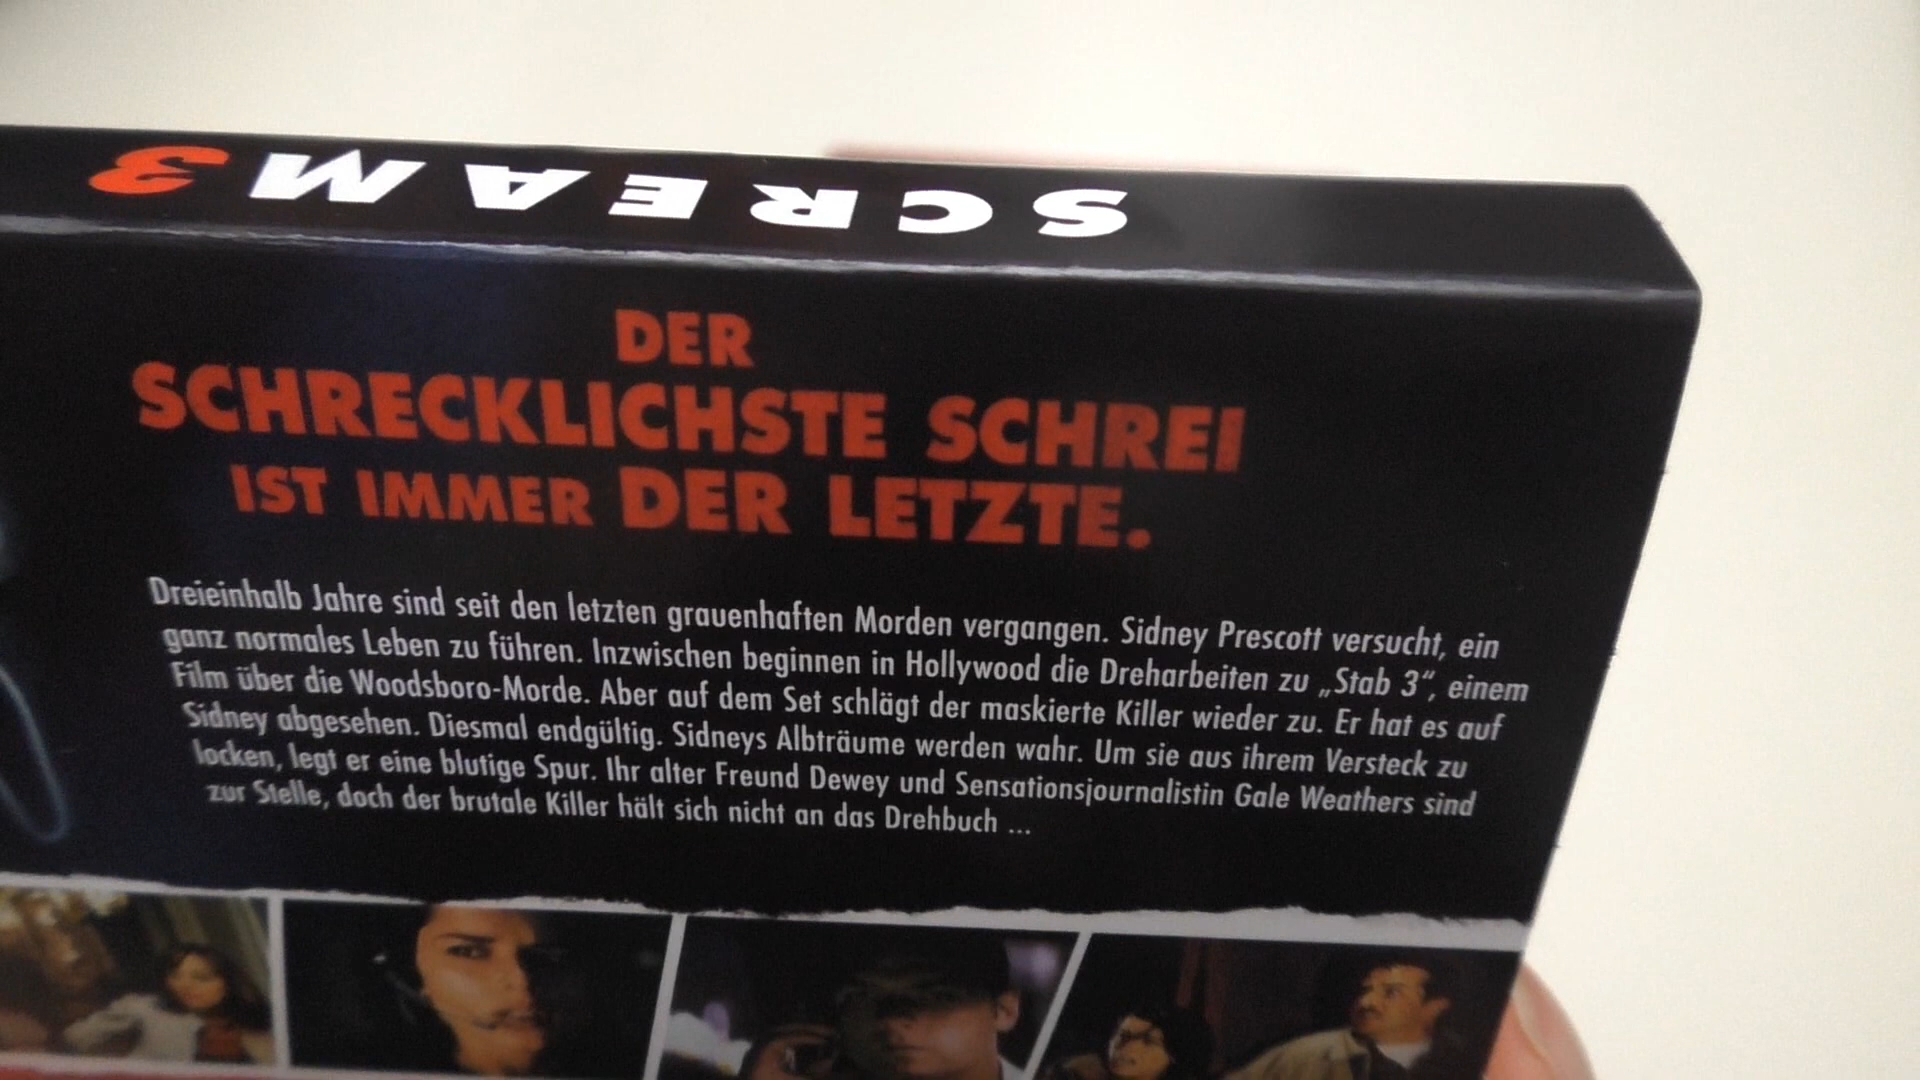 SCREAM 3
DER
SCHRECKLICHSTE SCHREI
IST IMMER DER LETZTE.
Dreieinhalb Jahre sind seit den letzten grauenhaften Morden vergangen. Sidney Prescott versucht, ein
ganz normales Leben zu führen. Inzwischen beginnen in Hollywood die Dreharbeiten zu „Stab 3“, einem
Film über die Woodsboro-Morde. Aber auf dem Set schlägt der maskierte Killer wieder zu. Er hat es auf
Sidney abgesehen. Diesmal endgültig. Sidneys Albträume werden wahr. Um sie aus ihrem Versteck zu
locken, legt er eine blutige Spur. Ihr alter Freund Dewey und Sensationsjournalistin Gale Weathers sind
zur Stelle, doch der brutale Killer hält sich nicht an das Drehbuch ...